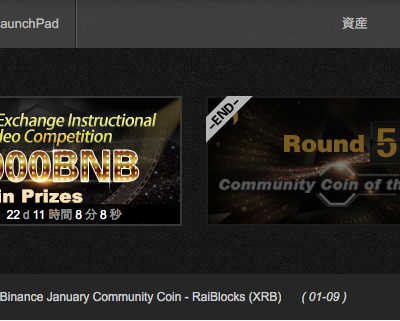 aunchPad
資産
Exchange Instructional
deo Competition
000BNB
in Prizes
22 d 11 時間 8 分 8 秒
-END-
Round 5
Community Coin of th
Binance January Community Coin - RaiBlocks (XRB) ( 01-09 )